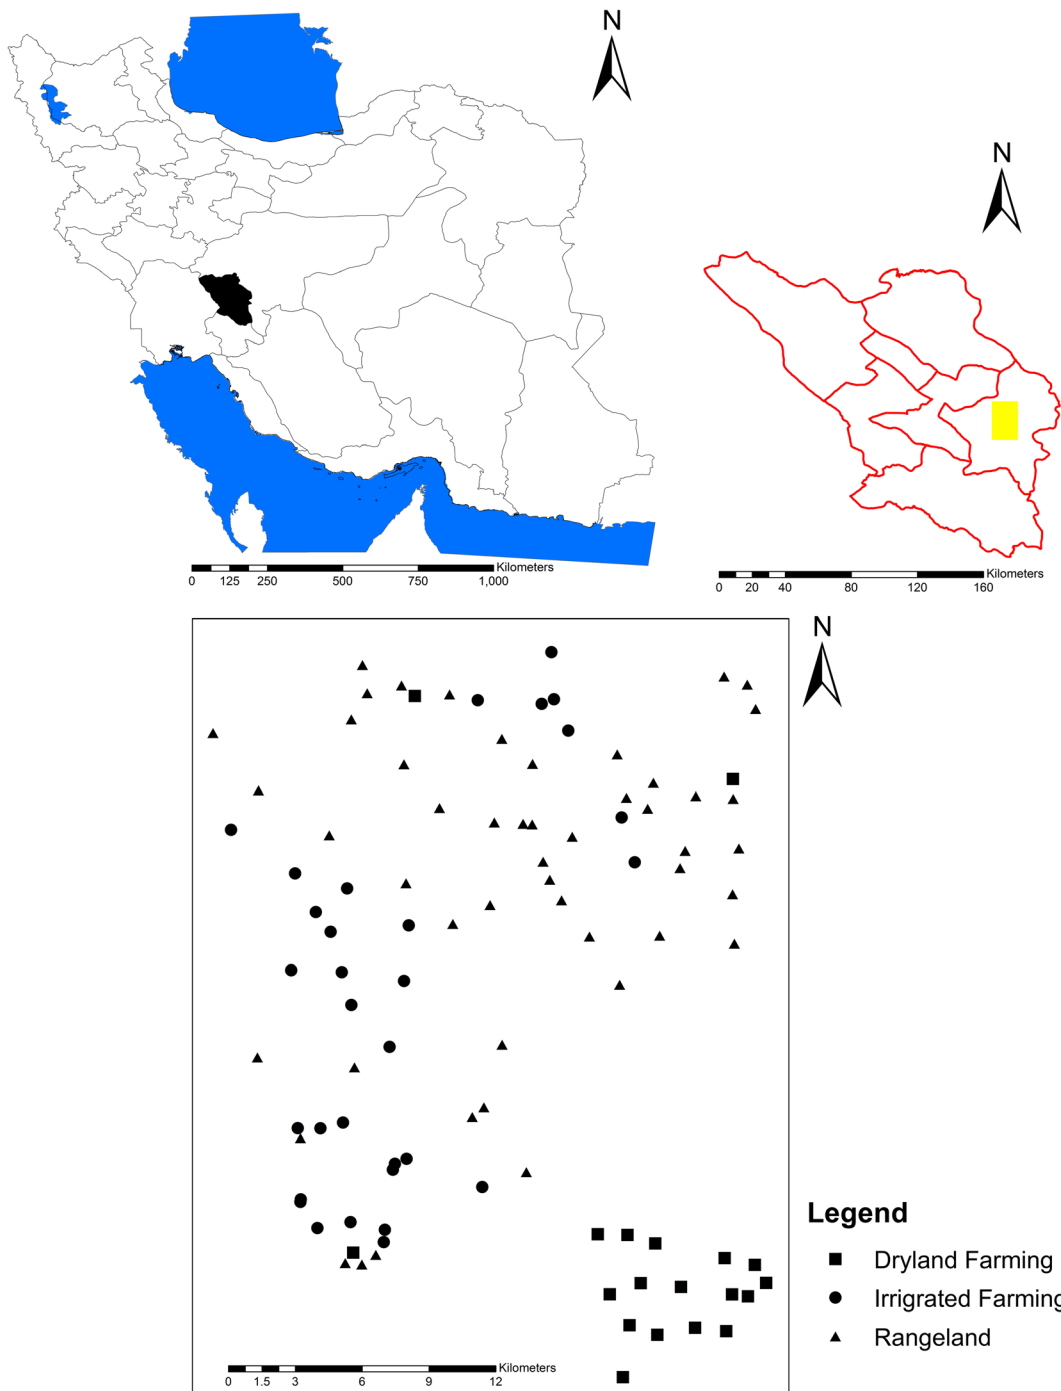 N
N
Kilometers
0 125 250 500 750 1,000
Kilometers
0 10 20 40 80 120 160
N
Legend
Dryland Farming
Irrigrated Farming
Rangeland
Kilometers
0 1.5 3 6 9 12